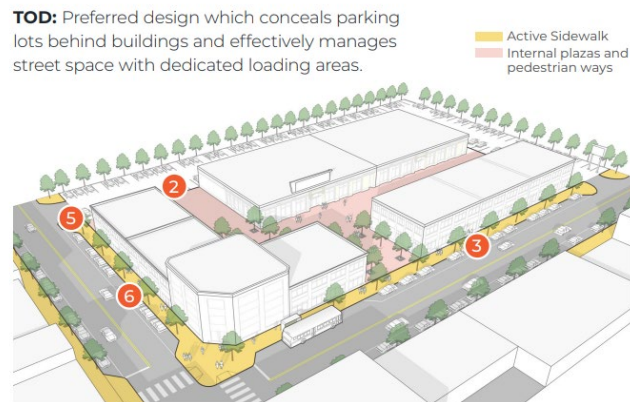 TOD: Preferred design which conceals parking
lots behind buildings and effectively manages
street space with dedicated loading areas.
Active Sidewalk
Internal plazas and
pedestrian ways
2
5
3
6